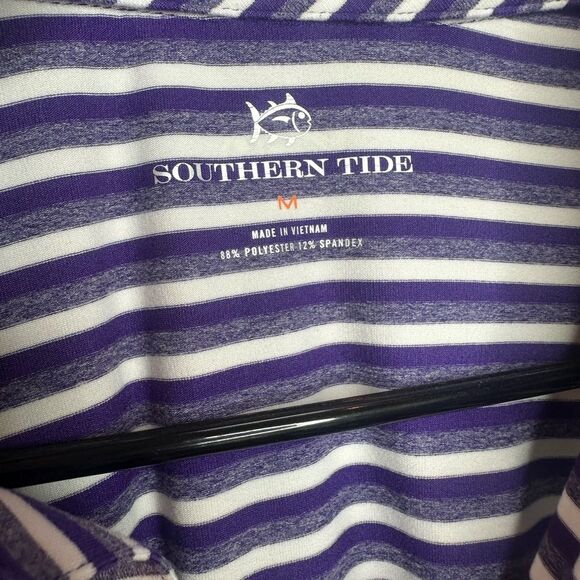 SOUTHERN TIDE
M
MADE IN VIETNAM
88% POLYESTER 12% SPANDEX